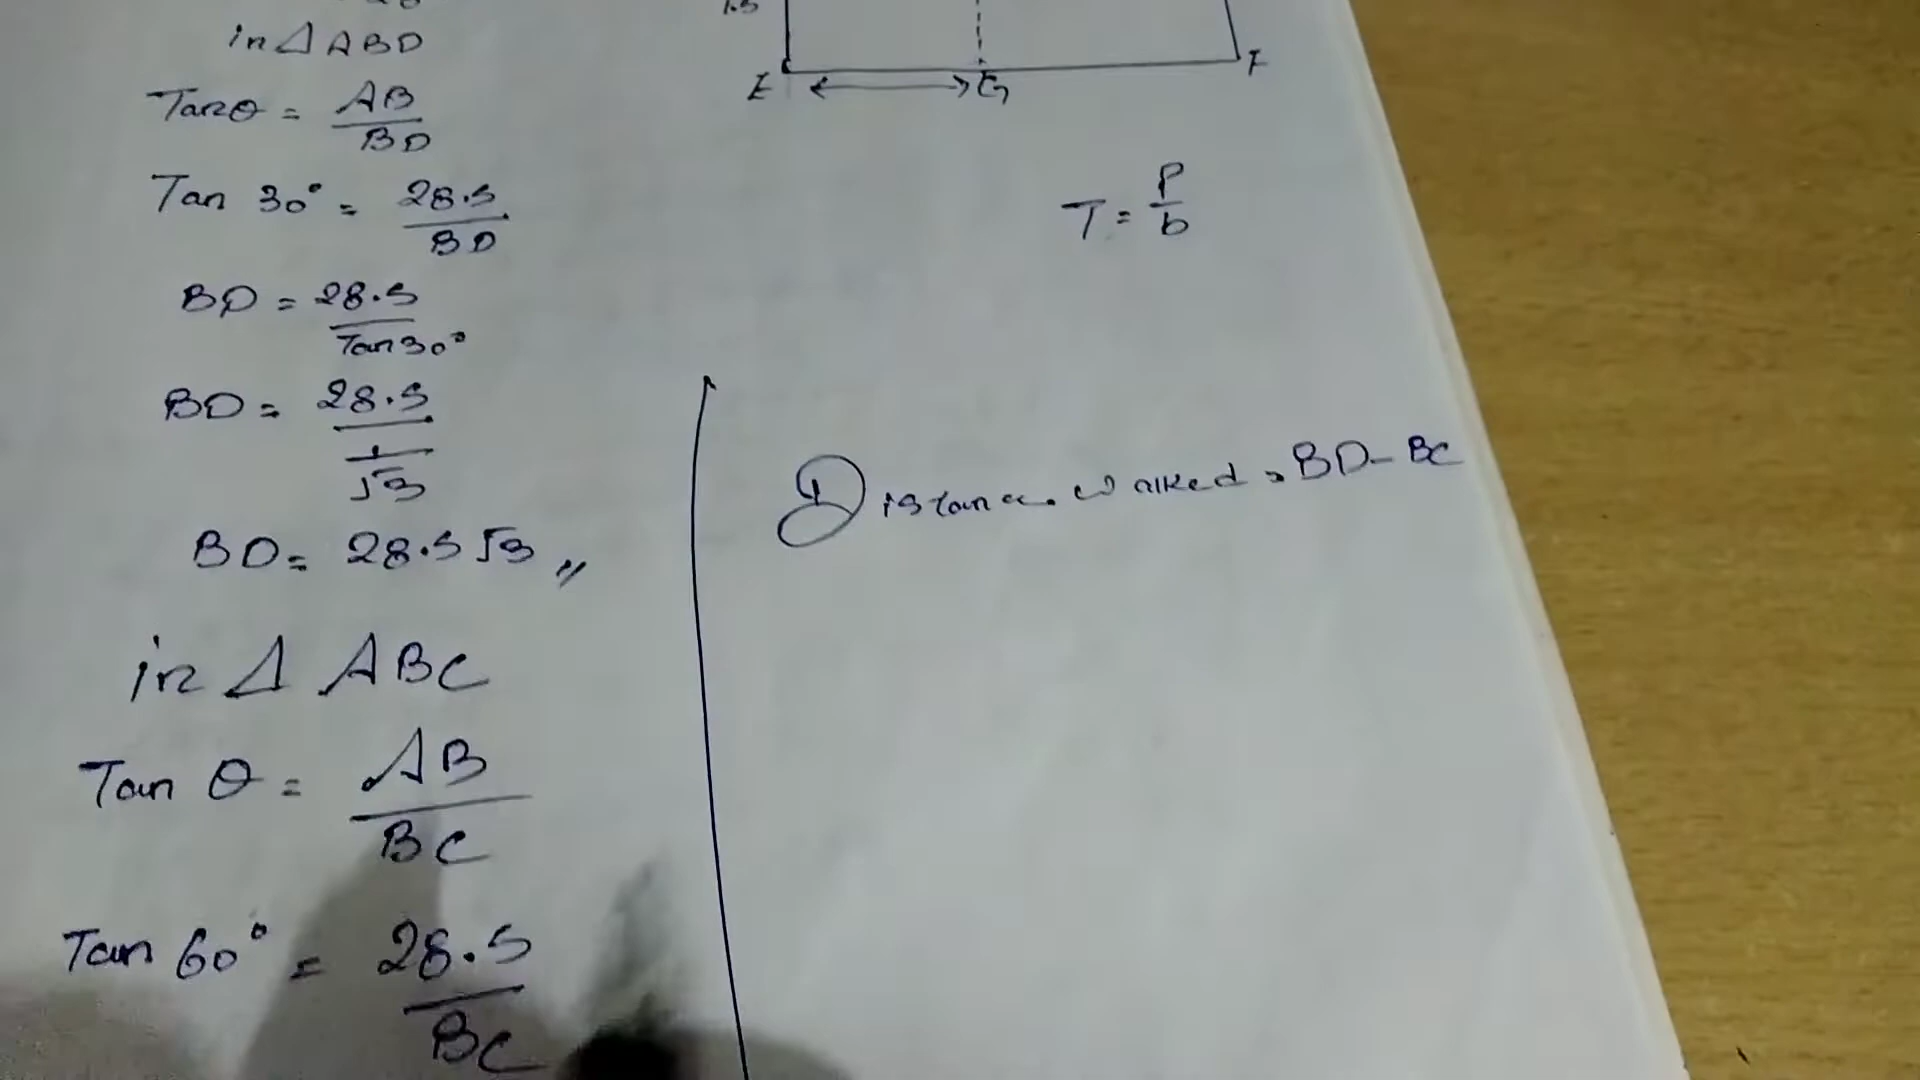 1.5
in Δ ABD
E G F
Tanθ = AB/BD
Tan 30° = 28.5/BD
T = P/b
BD = 28.5/Tan30°
BD = 28.5/(1/√3)
BD = 28.5√3 〃
in Δ ABC
Tan θ = AB/BC
Tan 60° = 28.5/BC
Distance walked = BD - BC